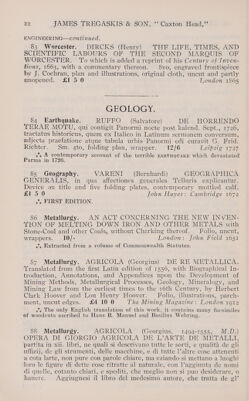 22 JAMES TREGASKIS & SON, "Caxton Head,"
ENGINEERING—continued.
83 Worcester. DIRCKS (Henry) THE LIFE, TIMES, AND
SCIENTIFIC LABOURS OF THE SECOND MARQUIS OF
WORCESTER. To which is added a reprint of his Century of Inven-
tions, 1663, with a commentary thereon. 8vo, engraved frontispiece
by J. Cochran, plan and illustrations, original cloth, uncut and partly
unopened. £1 5 0 London 1865
GEOLOGY.
84 Earthquake. RUFFO (Salvatore) DE HORRENDO
TERAE MOTU, qui contigit Panormi nocte post kalend. Sept., 1726,
tractatus historicus, quem ex Italico in Latinum sermonem conversum,
adjecta praefatione atque tabula urbis Panormi edi curavit G. Frid.
Richter. Sm. 4to, folding plan, wrapper. 12/6 Leipzig 1727
∴ A contemporary account of the terrible earthquake which devastated
Parma in 1726.
85 Geography. VARENI (Bernhardi) GEOGRAPHICA
GENERALIS, in qua affectiones generales Telluris explicantur.
Device on title and five folding plates, contemporary mottled calf.
£1 5 0 John Hayes: Cambridge 1672
∴ FIRST EDITION.
86 Metallurgy. AN ACT CONCERNING THE NEW INVEN-
TION OF MELTING DOWN IRON AND OTHER METALS with
Stone-Coal and other Coals, without Charking thereof. Folio, uncut,
wrappers. 10/- London: John Field 1651
∴ Extracted from a volume of Commonwealth Statutes.
87 Metallurgy. AGRICOLA (Georgius) DE RE METALLICA.
Translated from the first Latin edition of 1556, with Biographical In-
troduction, Annotations, and Appendices upon the Development of
Mining Methods, Metallurgical Processes, Geology, Mineralogy, and
Mining Law from the earliest times to the 16th Century, by Herbert
Clark Hoover and Lou Henry Hoover. Folio, illustrations, parch-
ment, uncut edges. £4 10 0 The Mining Magazine: London 1912
∴ The only English translation of this work, it contains many facsimiles
of woodcuts ascribed to Hans R. Manuel and Basilius Wefring.
88 Metallurgy. AGRICOLA (Georgius, 1494-1555, M.D.)
OPERA DI GIORGIO AGRICOLA DE L'ARTE DE METALLI,
partita in xii. libri, ne quali si descrivano tutte le sorti, e qualità de gli
uffizi, de gli strumenti, delle macchine, e di tutte l'altre cose attenenti
a cotal arte, non pure con parole chiare, ma eziando si mettano a luoghi
loro le figure di dette cose ritratte al naturale, con l'aggiunta de nomi
di quelle, cotanto chiari, e spediti, che meglio non si puo desiderare, o
havere. Aggiugnesi il libro del medesimo autore, che tratta de gl'